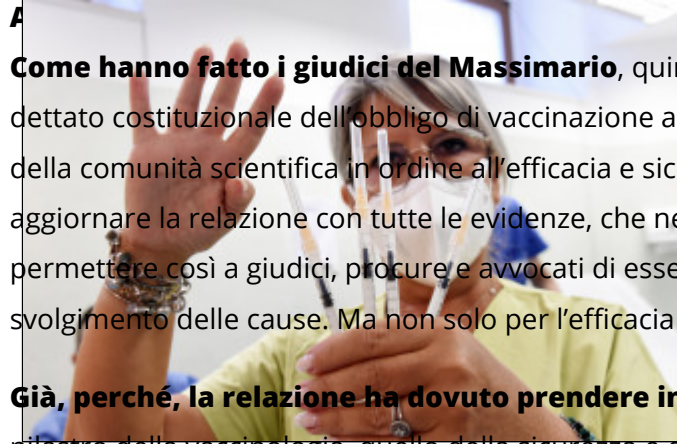 Come hanno fatto i giudici del Massimario, qui
dettato costituzionale dell'obbligo di vaccinazione a
della comunità scientifica in ordine all'efficacia e sic
aggiornare la relazione con tutte le evidenze, che ne
permettere così a giudici, procure e avvocati di esse
svolgimento delle cause. Ma non solo per l'efficacia
Già, perché, la relazione ha dovuto prendere in